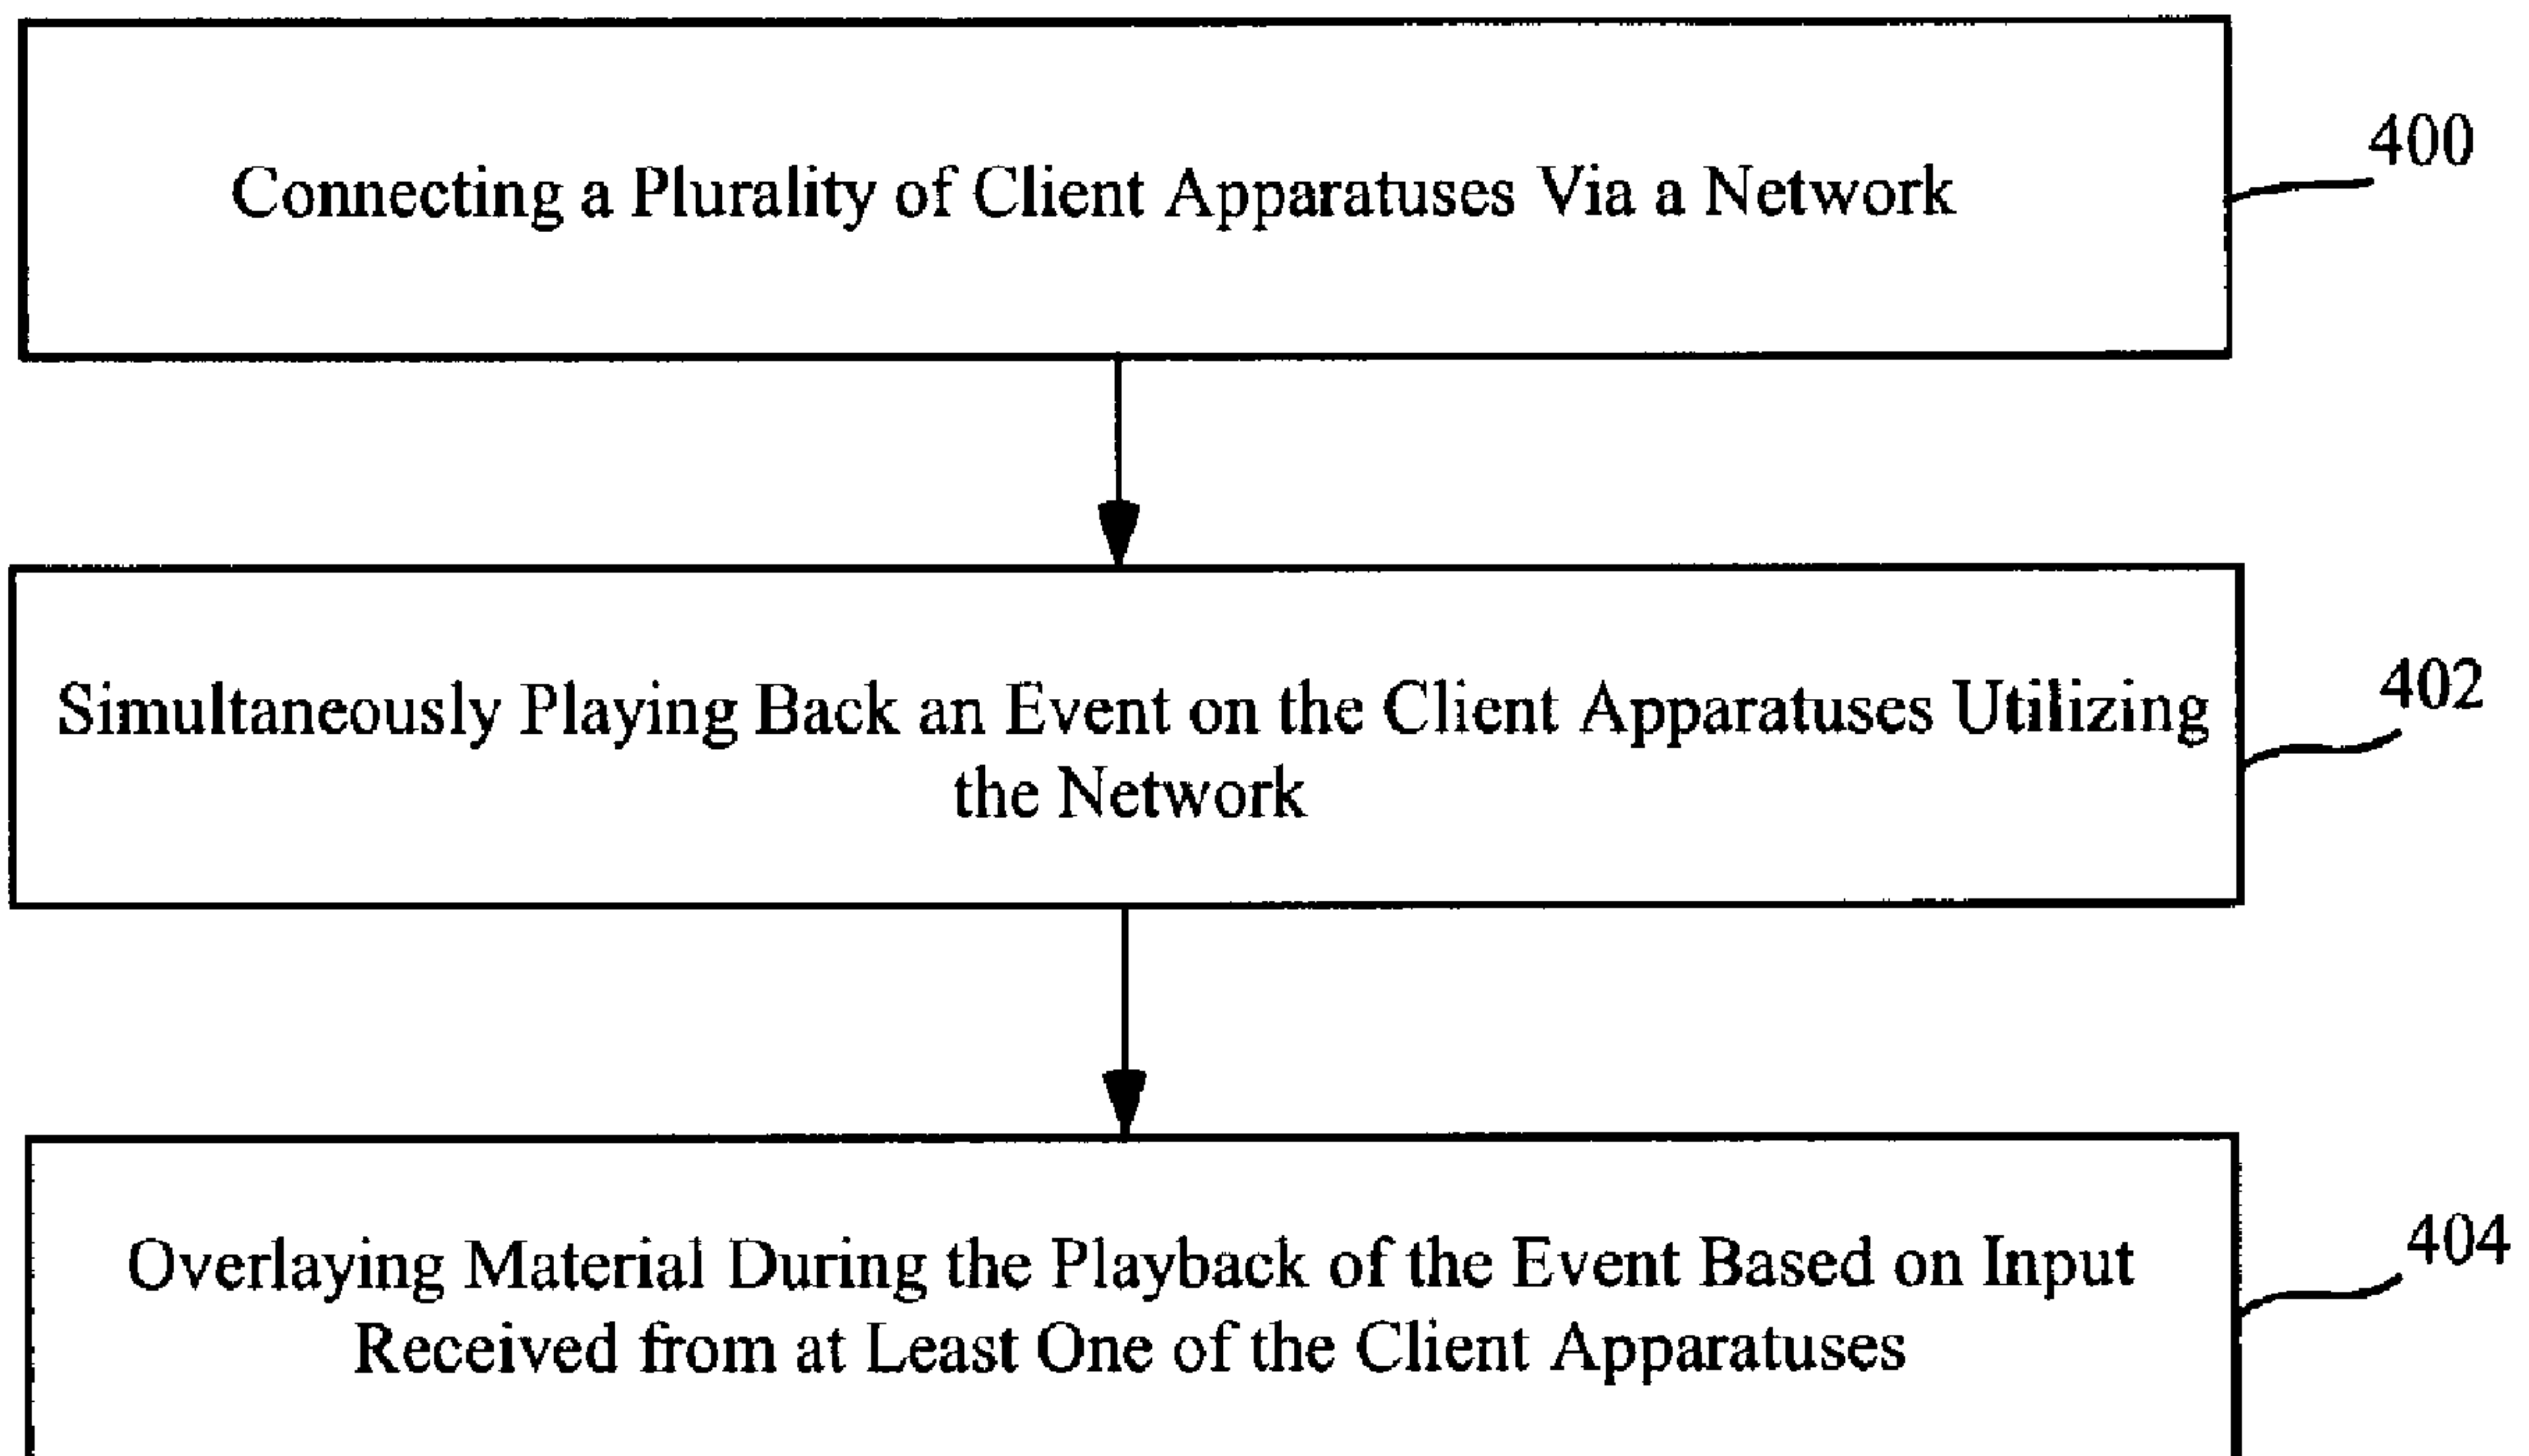 Connecting a Plurality of Client Apparatuses Via a Network
400
Simultaneously Playing Back an Event on the Client Apparatuses Utilizing
the Network
402
Overlaying Material During the Playback of the Event Based on Input
Received from at Least One of the Client Apparatuses
404